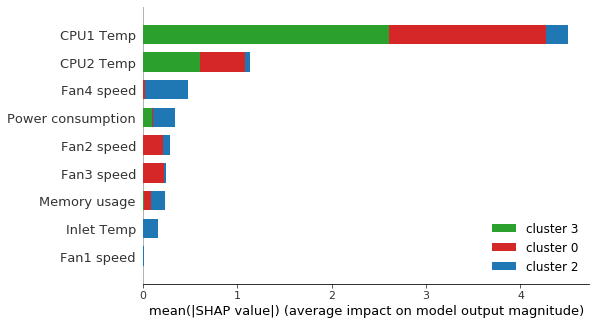 CPU1 Temp
CPU2 Temp
Fan4 speed
Power consumption
Fan2 speed
Fan3 speed
Memory usage
Inlet Temp
Fan1 speed
cluster 3
cluster 0
cluster 2
0 1 2 3 4
mean(|SHAP value|) (average impact on model output magnitude)